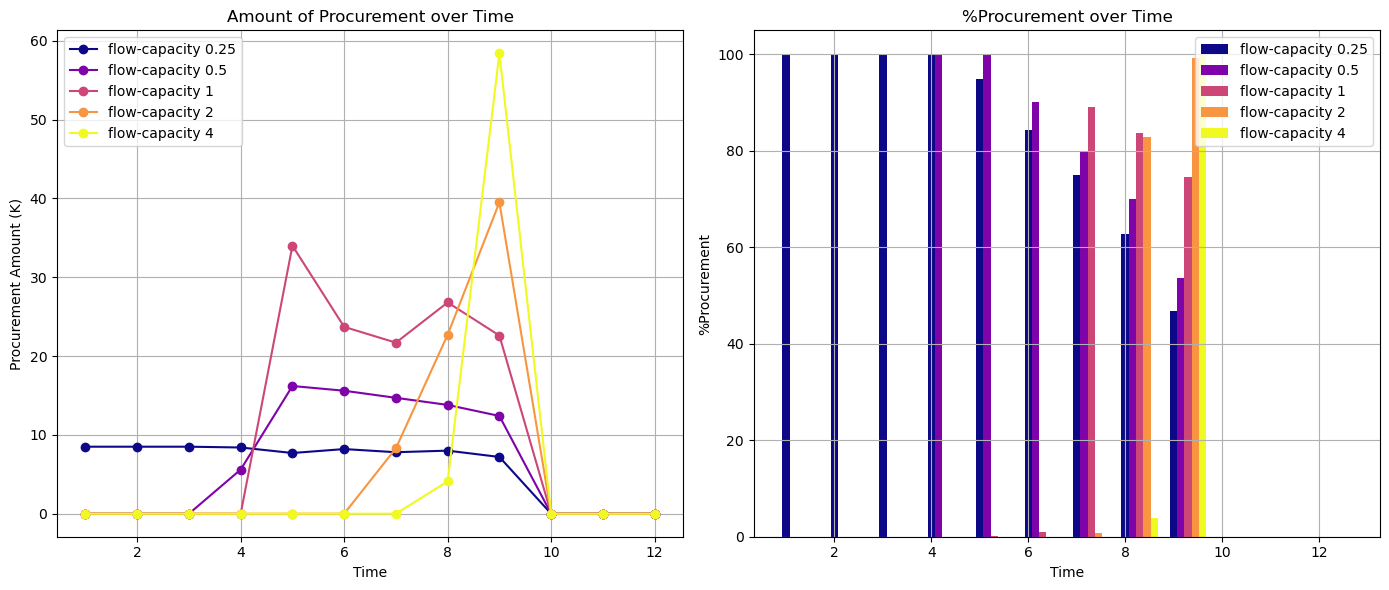 Amount of Procurement over Time
60
50
40
30
20
10
0
Procurement Amount (K)
flow-capacity 0.25
flow-capacity 0.5
flow-capacity 1
flow-capacity 2
flow-capacity 4
2
4
6
8
10
12
Time
%Procurement over Time
100
80
60
40
20
0
%Procurement
flow-capacity 0.25
flow-capacity 0.5
flow-capacity 1
flow-capacity 2
flow-capacity 4
2
4
6
8
10
12
Time